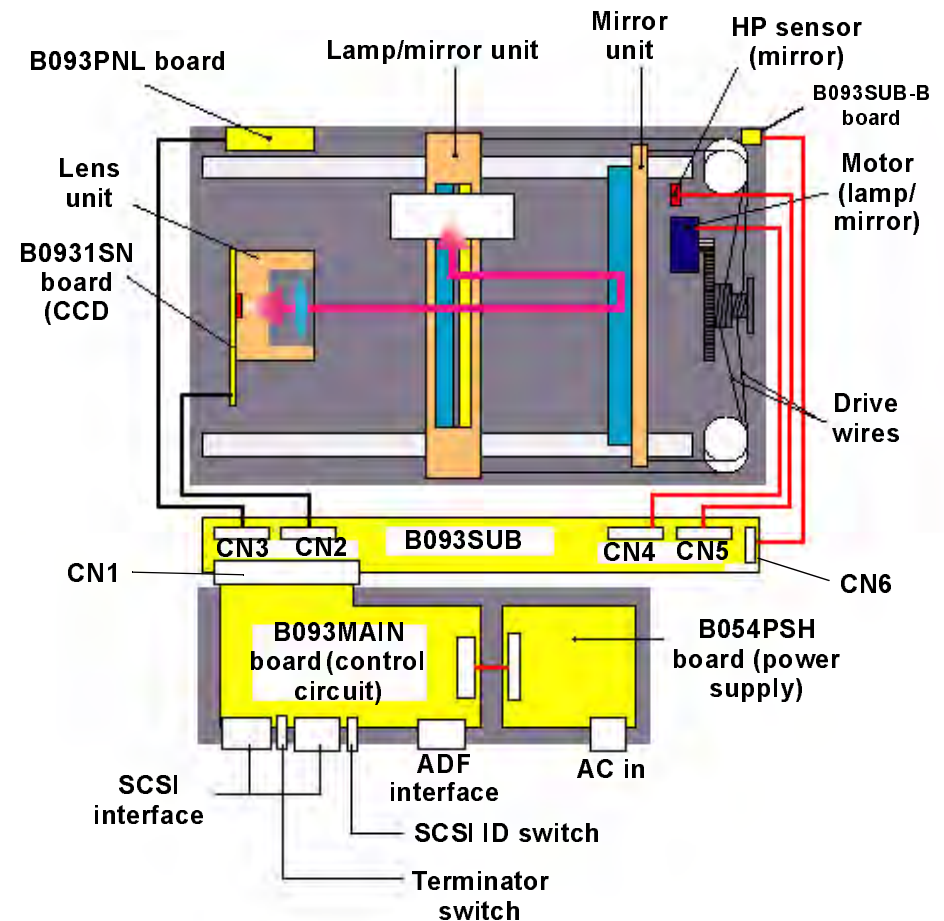 B093PNL board
Lamp/mirror unit
Mirror
unit
HP sensor
(mirror)
B093SUB-B
board
Motor
(lamp/
mirror)
Lens
unit
B0931SN
board
(CCD
Drive
wires
CN3
CN2
B093SUB
CN4
CN5
CN1
CN6
B093MAIN
board (control
circuit)
B054PSH
board (power
supply)
SCSI
interface
ADF
interface
AC in
SCSI ID switch
Terminator
switch